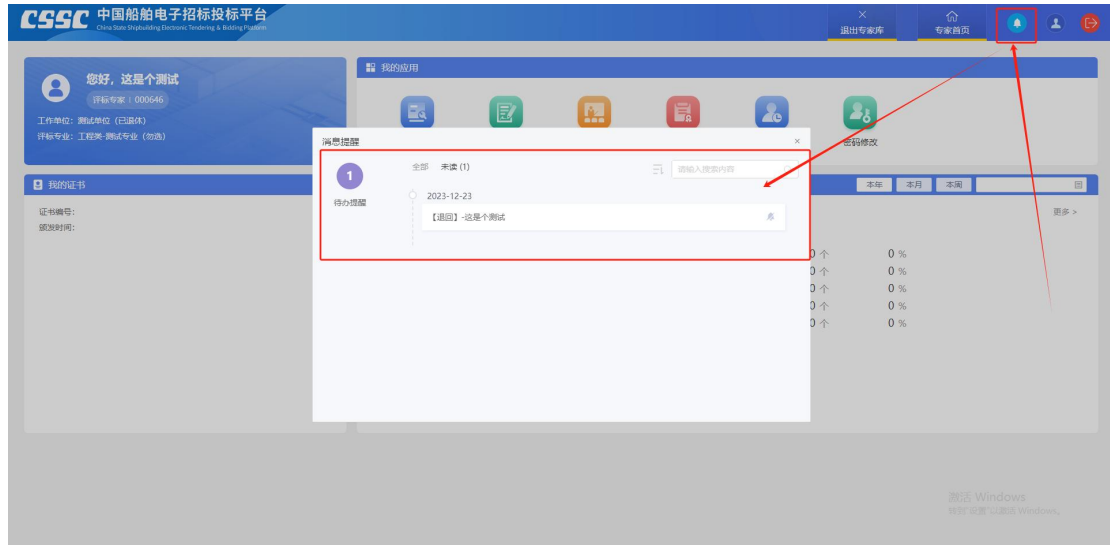 CSSC 中国船舶电子招标投标平台
China State Shipbuilding Electronic Tendering & Bidding Platform
退出专家库
专家首页
您好，这是个测试
评标专家 | 000646
工作单位：测试单位（已退休）
评标专业：工程类-测试专业（勿选）
我的应用
密码修改
消息提醒
×
1
待办提醒
全部 未读 (1)
请输入搜索内容
2023-12-23
【退回】-这是个测试
我的证书
证书编号：
颁发时间：
本年 本月 本周
更多 >
0 个 0 %
0 个 0 %
0 个 0 %
0 个 0 %
0 个 0 %
激活 Windows
转到"设置"以激活 Windows。